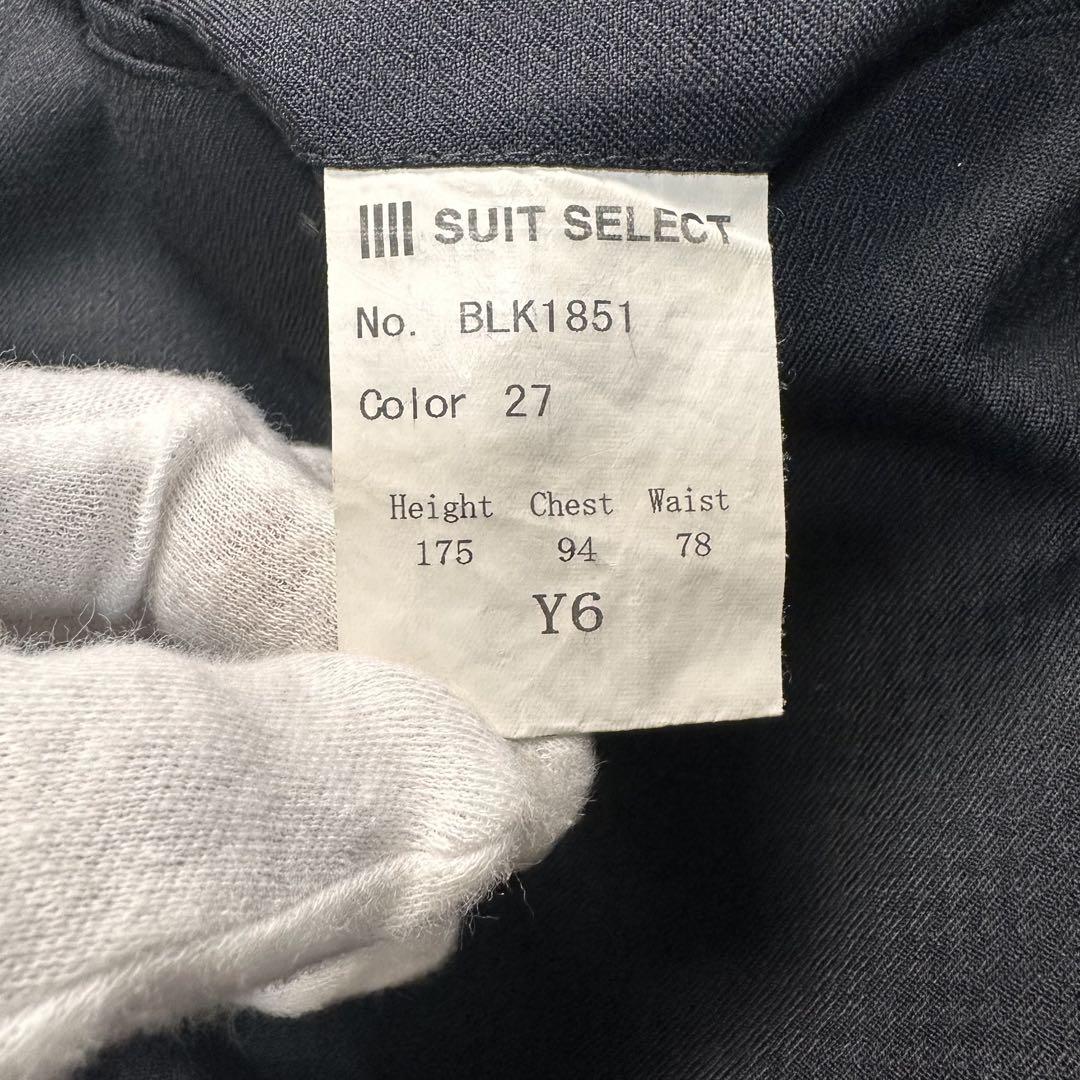 SUIT SELECT
No. BLK1851
Color 27
Height Chest Waist
175 94 78
Y6